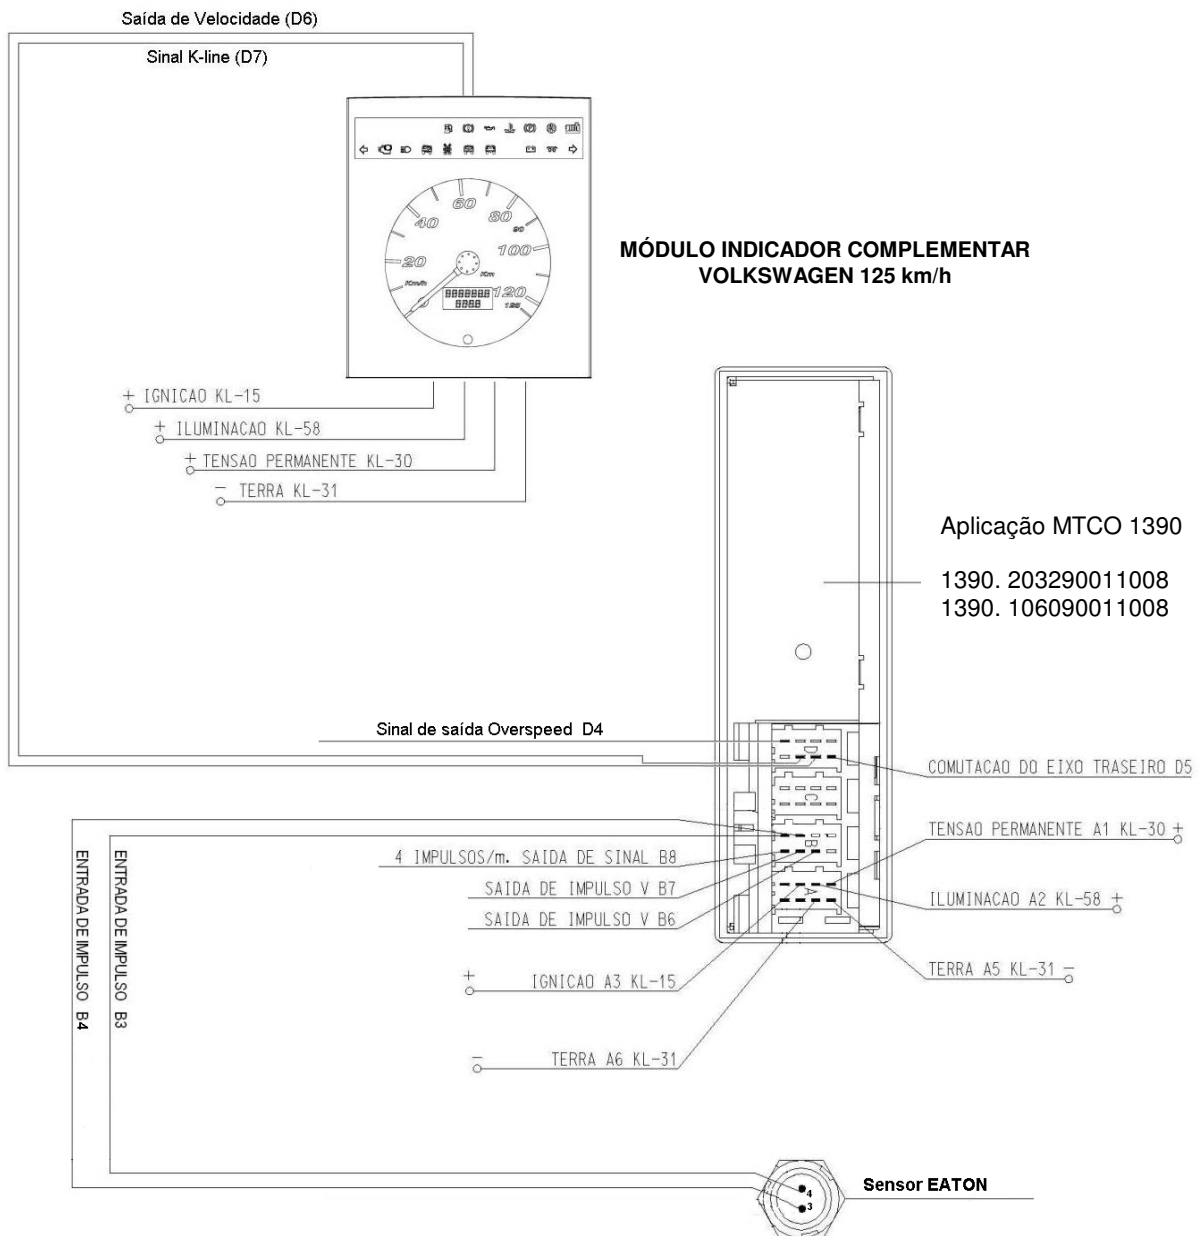 Saída de Velocidade (D6)
Sinal K-line (D7)
20
40
60
80
90
100
120
125
Km/h
Km
MÓDULO INDICADOR COMPLEMENTAR
VOLKSWAGEN 125 km/h
+ IGNICAO KL-15
+ ILUMINACAO KL-58
+ TENSAO PERMANENTE KL-30
- TERRA KL-31
Aplicação MTCO 1390
1390. 203290011008
1390. 106090011008
Sinal de saída Overspeed D4
D
C
B
A
COMUTACAO DO EIXO TRASEIRO D5
TENSAO PERMANENTE A1 KL-30 +
4 IMPULSOS/m. SAIDA DE SINAL B8
SAIDA DE IMPULSO V B7
SAIDA DE IMPULSO V B6
ILUMINACAO A2 KL-58 +
+ IGNICAO A3 KL-15
TERRA A5 KL-31 -
- TERRA A6 KL-31
ENTRADA DE IMPULSO B4
ENTRADA DE IMPULSO B3
4
3
Sensor EATON